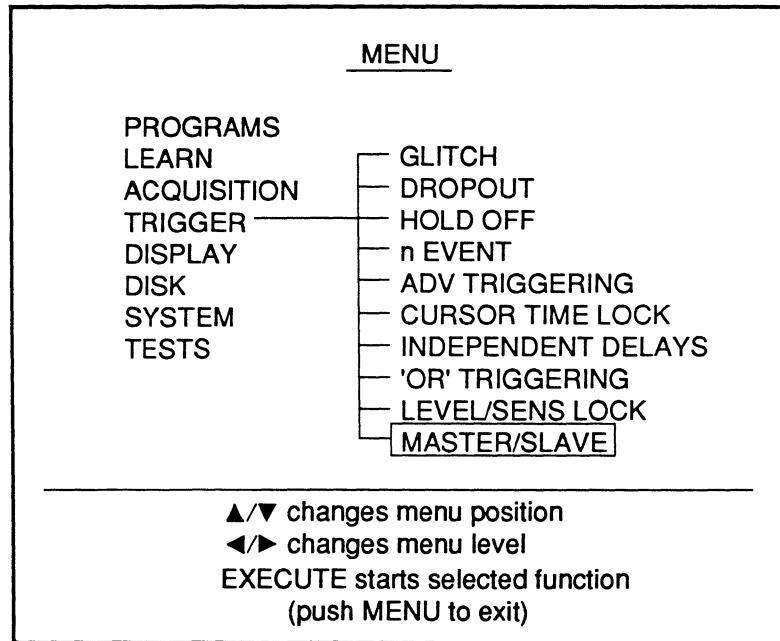 MENU
PROGRAMS
LEARN
ACQUISITION
TRIGGER
DISPLAY
DISK
SYSTEM
TESTS
GLITCH
DROPOUT
HOLD OFF
n EVENT
ADV TRIGGERING
CURSOR TIME LOCK
INDEPENDENT DELAYS
'OR' TRIGGERING
LEVEL/SENS LOCK
MASTER/SLAVE
▲/▼ changes menu position
◄/► changes menu level
EXECUTE starts selected function
(push MENU to exit)